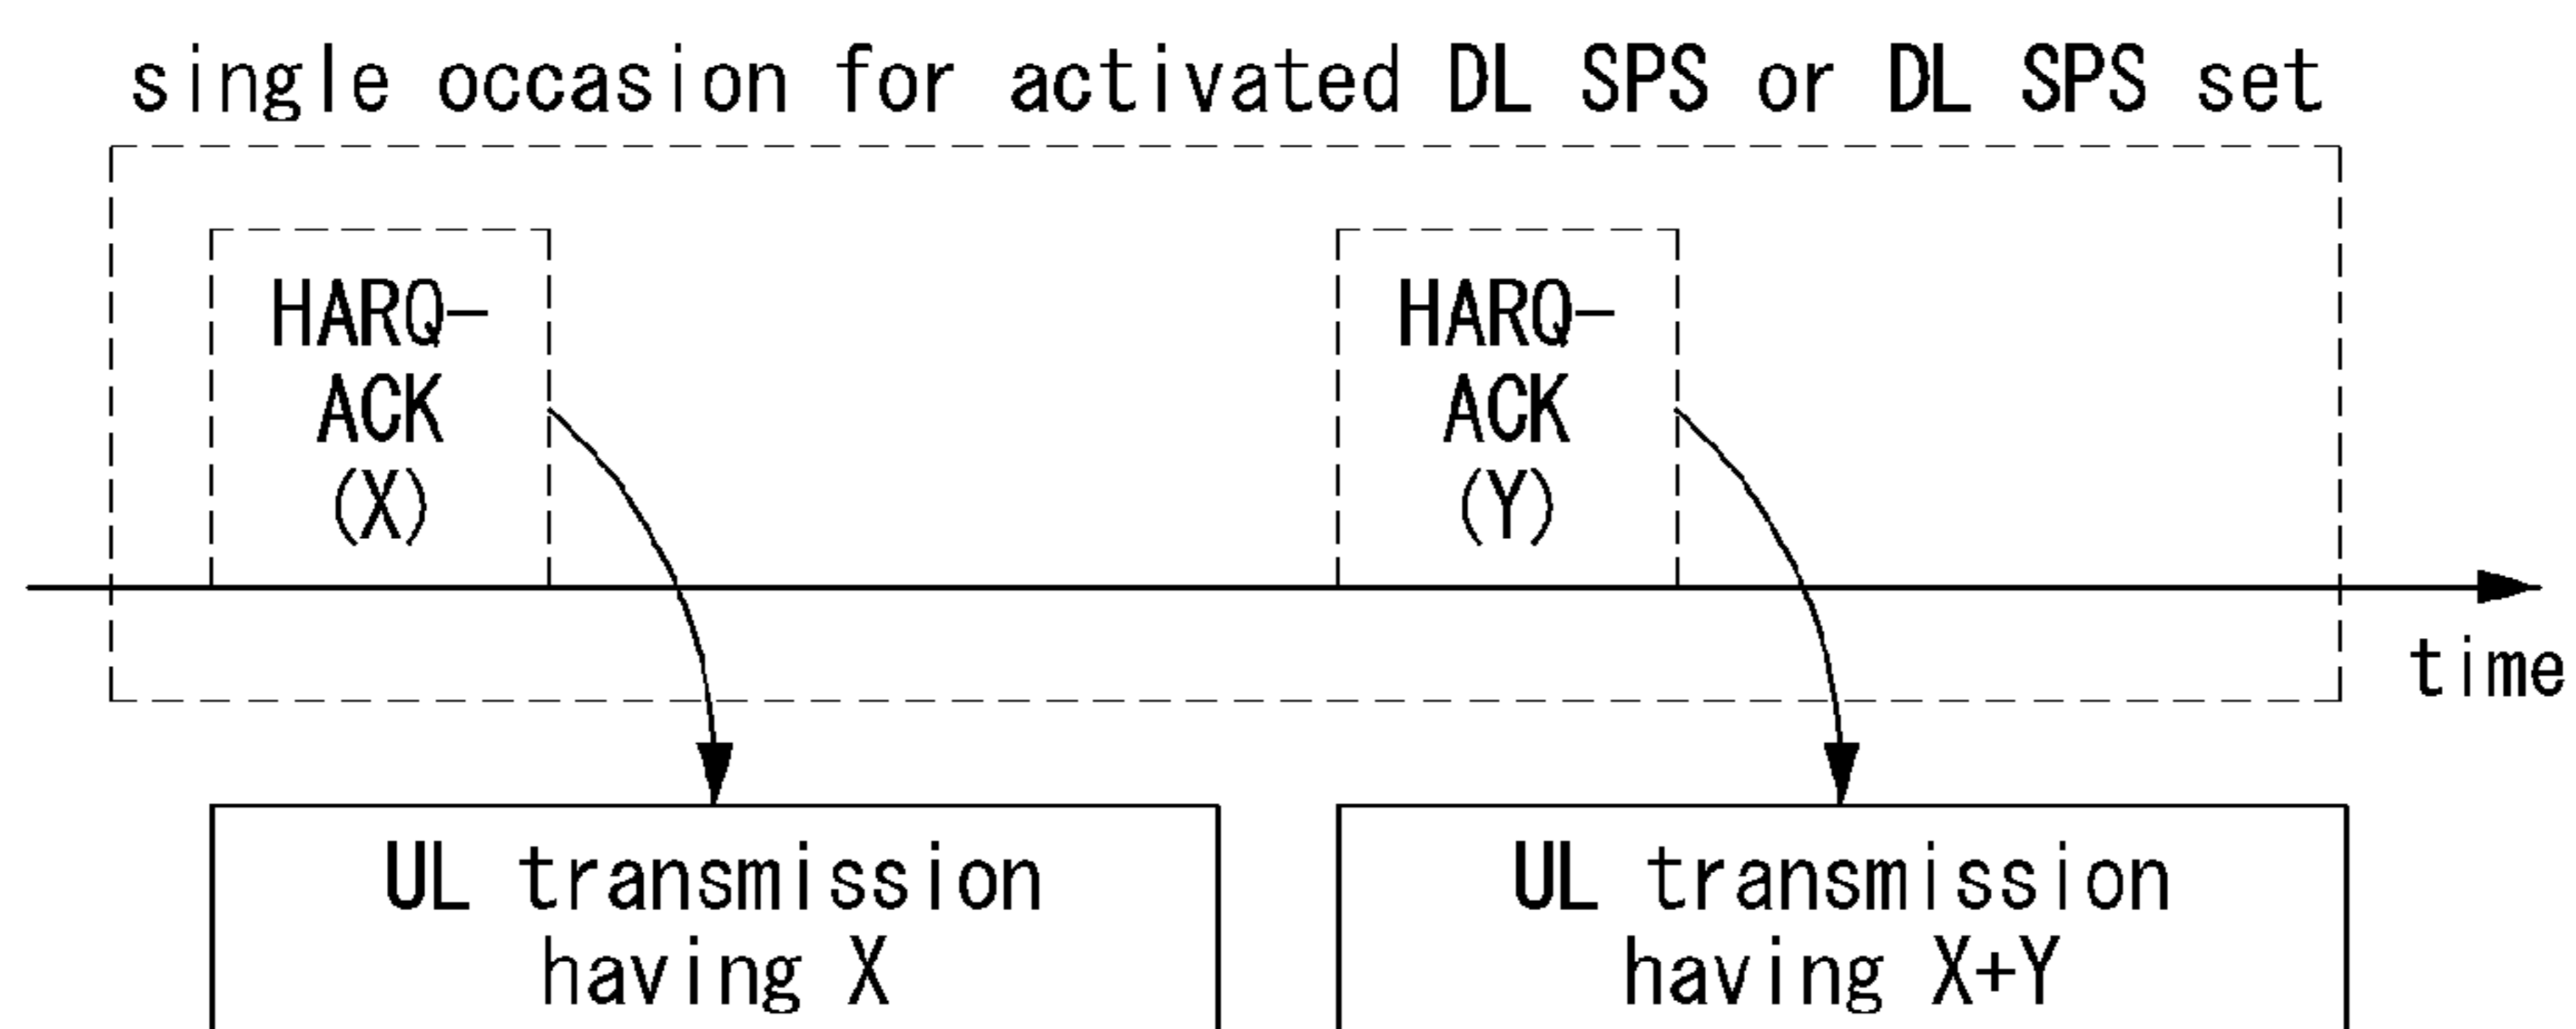 single occasion for activated DL SPS or DL SPS set
HARQ-
ACK
(X)
HARQ-
ACK
(Y)
time
UL transmission
having X
UL transmission
having X+Y